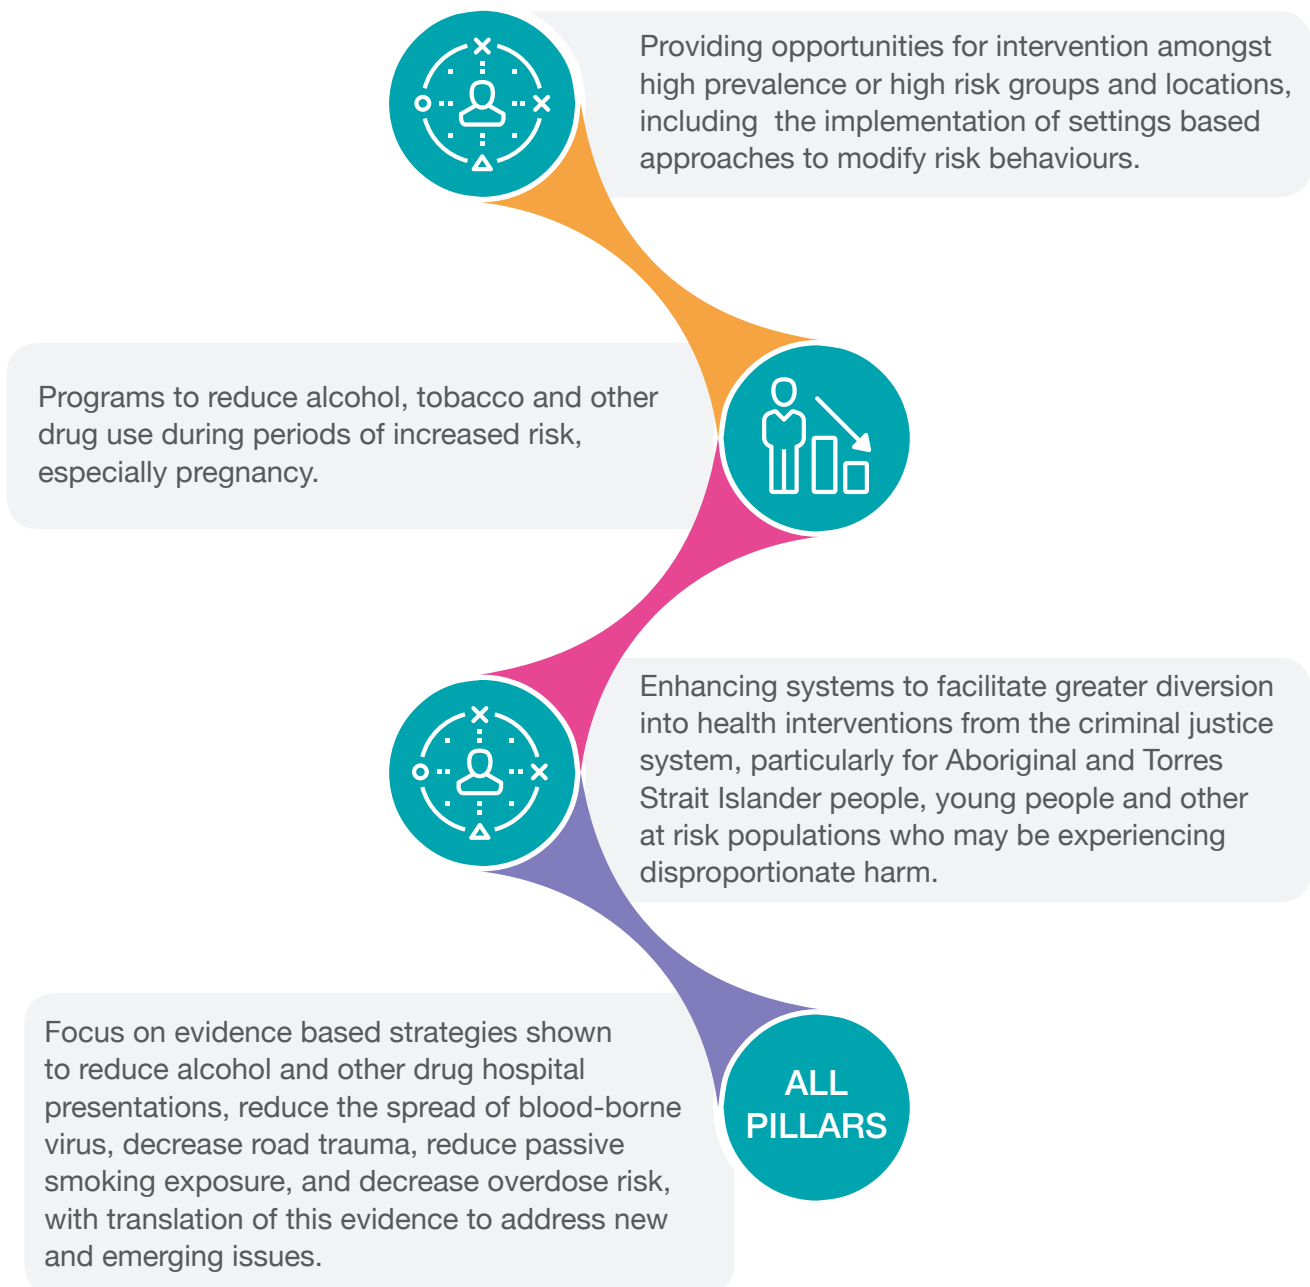 Providing opportunities for intervention amongst
high prevalence or high risk groups and locations,
including  the implementation of settings based
approaches to modify risk behaviours.
Programs to reduce alcohol, tobacco and other
drug use during periods of increased risk,
especially pregnancy.
Enhancing systems to facilitate greater diversion
into health interventions from the criminal justice
system, particularly for Aboriginal and Torres
Strait Islander people, young people and other
at risk populations who may be experiencing
disproportionate harm.
Focus on evidence based strategies shown
to reduce alcohol and other drug hospital
presentations, reduce the spread of blood-borne
virus, decrease road trauma, reduce passive
smoking exposure, and decrease overdose risk,
with translation of this evidence to address new
and emerging issues.
ALL
PILLARS